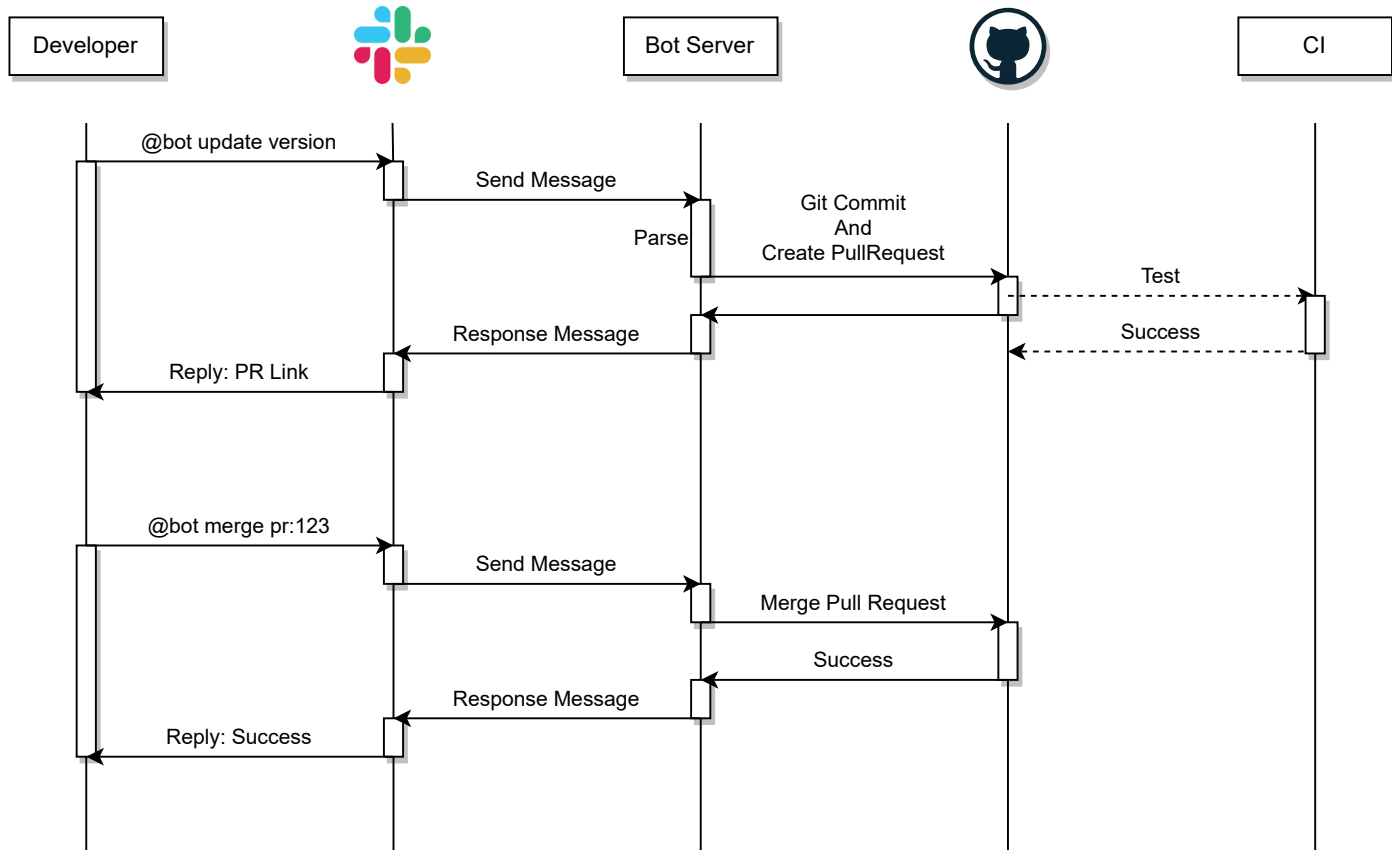 Developer
Bot Server
CI
@bot update version
Send Message
Git Commit
And
Create PullRequest
Parse
Test
Success
Response Message
Reply: PR Link
@bot merge pr:123
Send Message
Merge Pull Request
Success
Response Message
Reply: Success